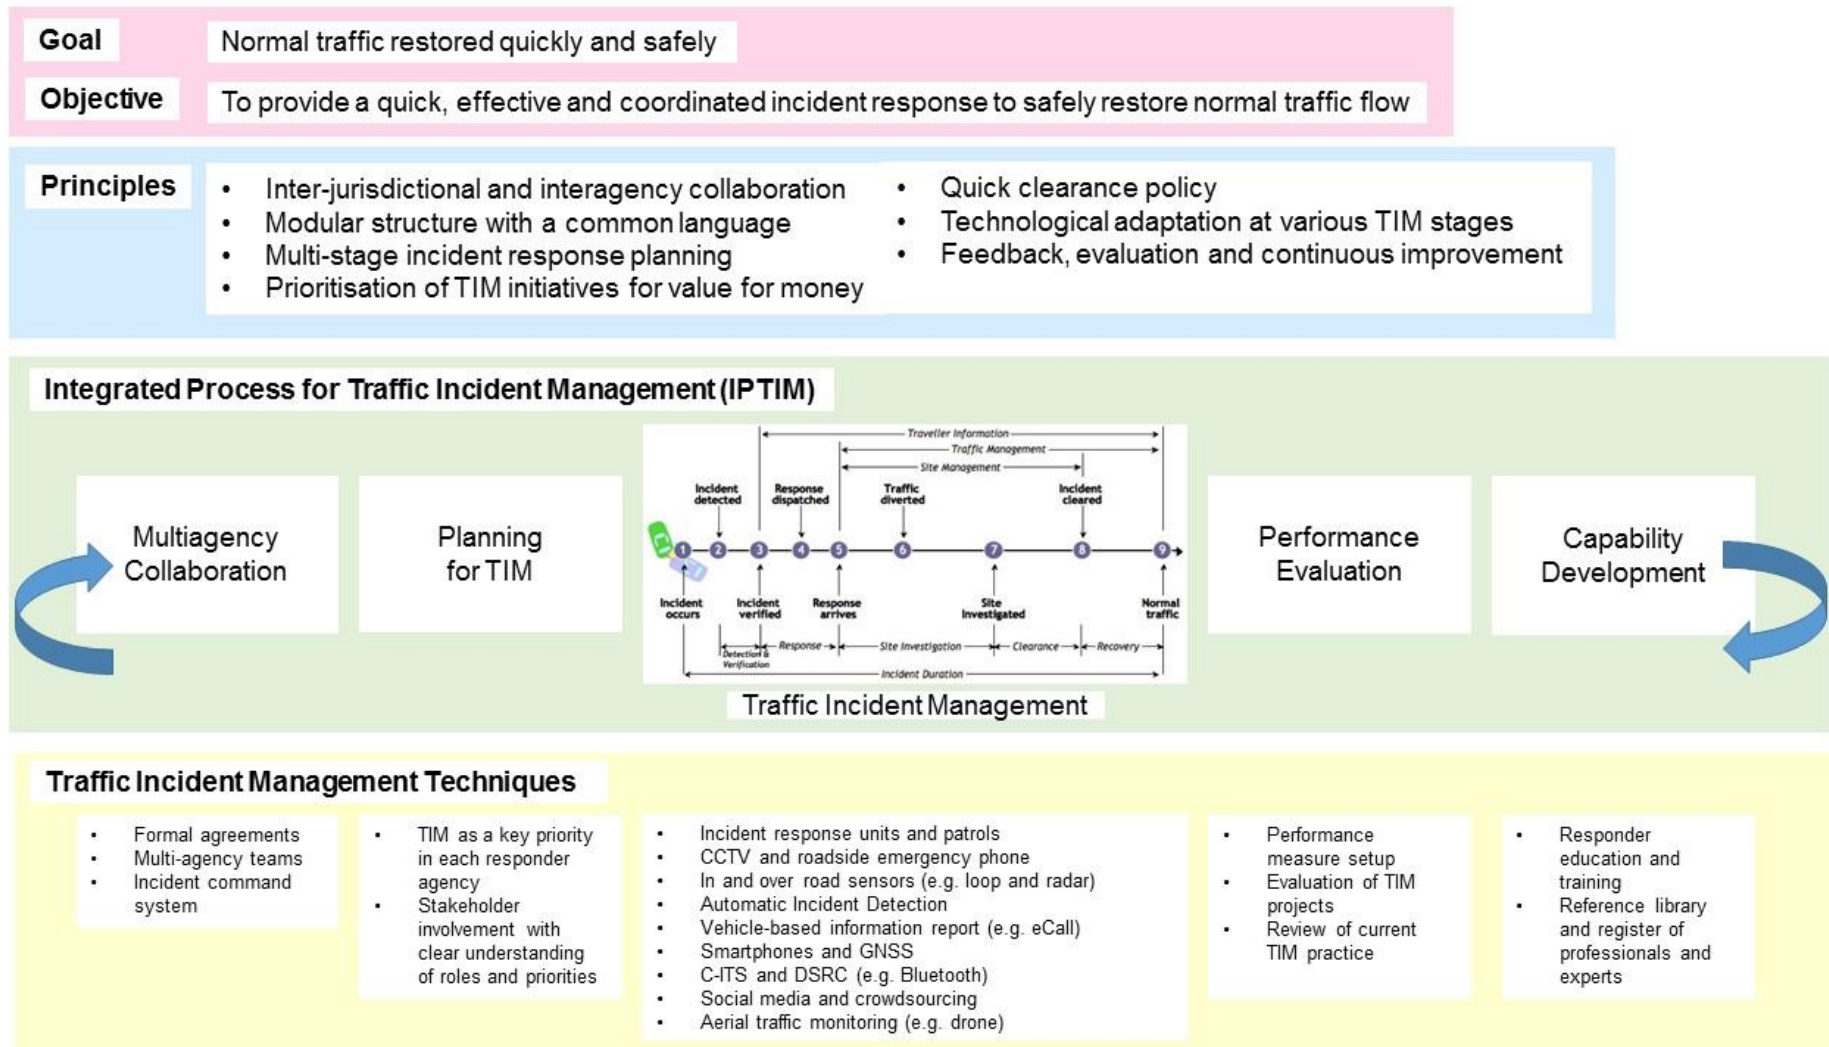 Goal
Normal traffic restored quickly and safely
Objective
To provide a quick, effective and coordinated incident response to safely restore normal traffic flow
Principles
• Inter-jurisdictional and interagency collaboration
• Modular structure with a common language
• Multi-stage incident response planning
• Prioritisation of TIM initiatives for value for money
• Quick clearance policy
• Technological adaptation at various TIM stages
• Feedback, evaluation and continuous improvement
Integrated Process for Traffic Incident Management (IPTIM)
Multiagency
Collaboration
Planning
for TIM
Traveller Information
Traffic Management
Site Management
Incident
detected
Response
dispatched
Traffic
diverted
Incident
cleared
1 2 3 4 5 6 7 8 9
Incident
occurs
Incident
verified
Response
arrives
Site
Investigated
Normal
traffic
Detection &
Verification
Response
Site Investigation
Clearance
Recovery
Incident Duration
Traffic Incident Management
Performance
Evaluation
Capability
Development
Traffic Incident Management Techniques
• Formal agreements
• Multi-agency teams
• Incident command
system
• TIM as a key priority
in each responder
agency
• Stakeholder
involvement with
clear understanding
of roles and priorities
• Incident response units and patrols
• CCTV and roadside emergency phone
• In and over road sensors (e.g. loop and radar)
• Automatic Incident Detection
• Vehicle-based information report (e.g. eCall)
• Smartphones and GNSS
• C-ITS and DSRC (e.g. Bluetooth)
• Social media and crowdsourcing
• Aerial traffic monitoring (e.g. drone)
• Performance
measure setup
• Evaluation of TIM
projects
• Review of current
TIM practice
• Responder
education and
training
• Reference library
and register of
professionals and
experts